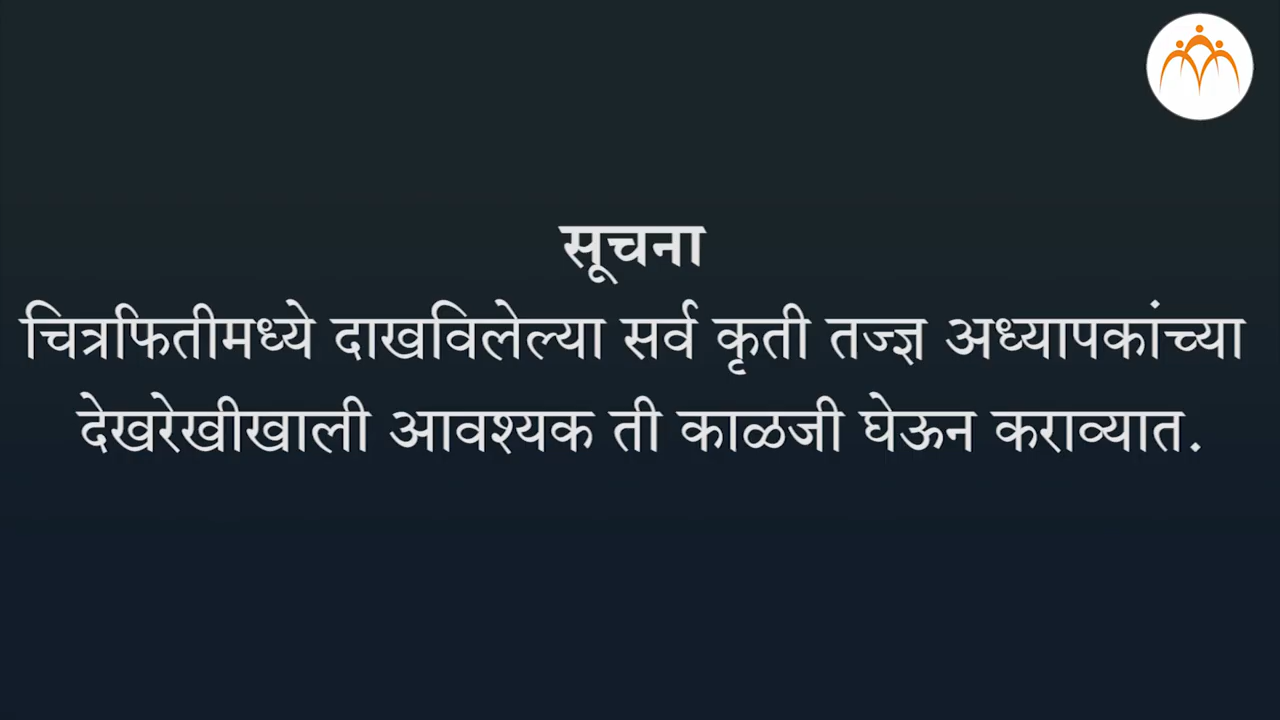 सूचना
चित्रफितीमध्ये दाखविलेल्या सर्व कृती तज्ज्ञ अध्यापकांच्या
देखरेखीखाली आवश्यक ती काळजी घेऊन कराव्यात.